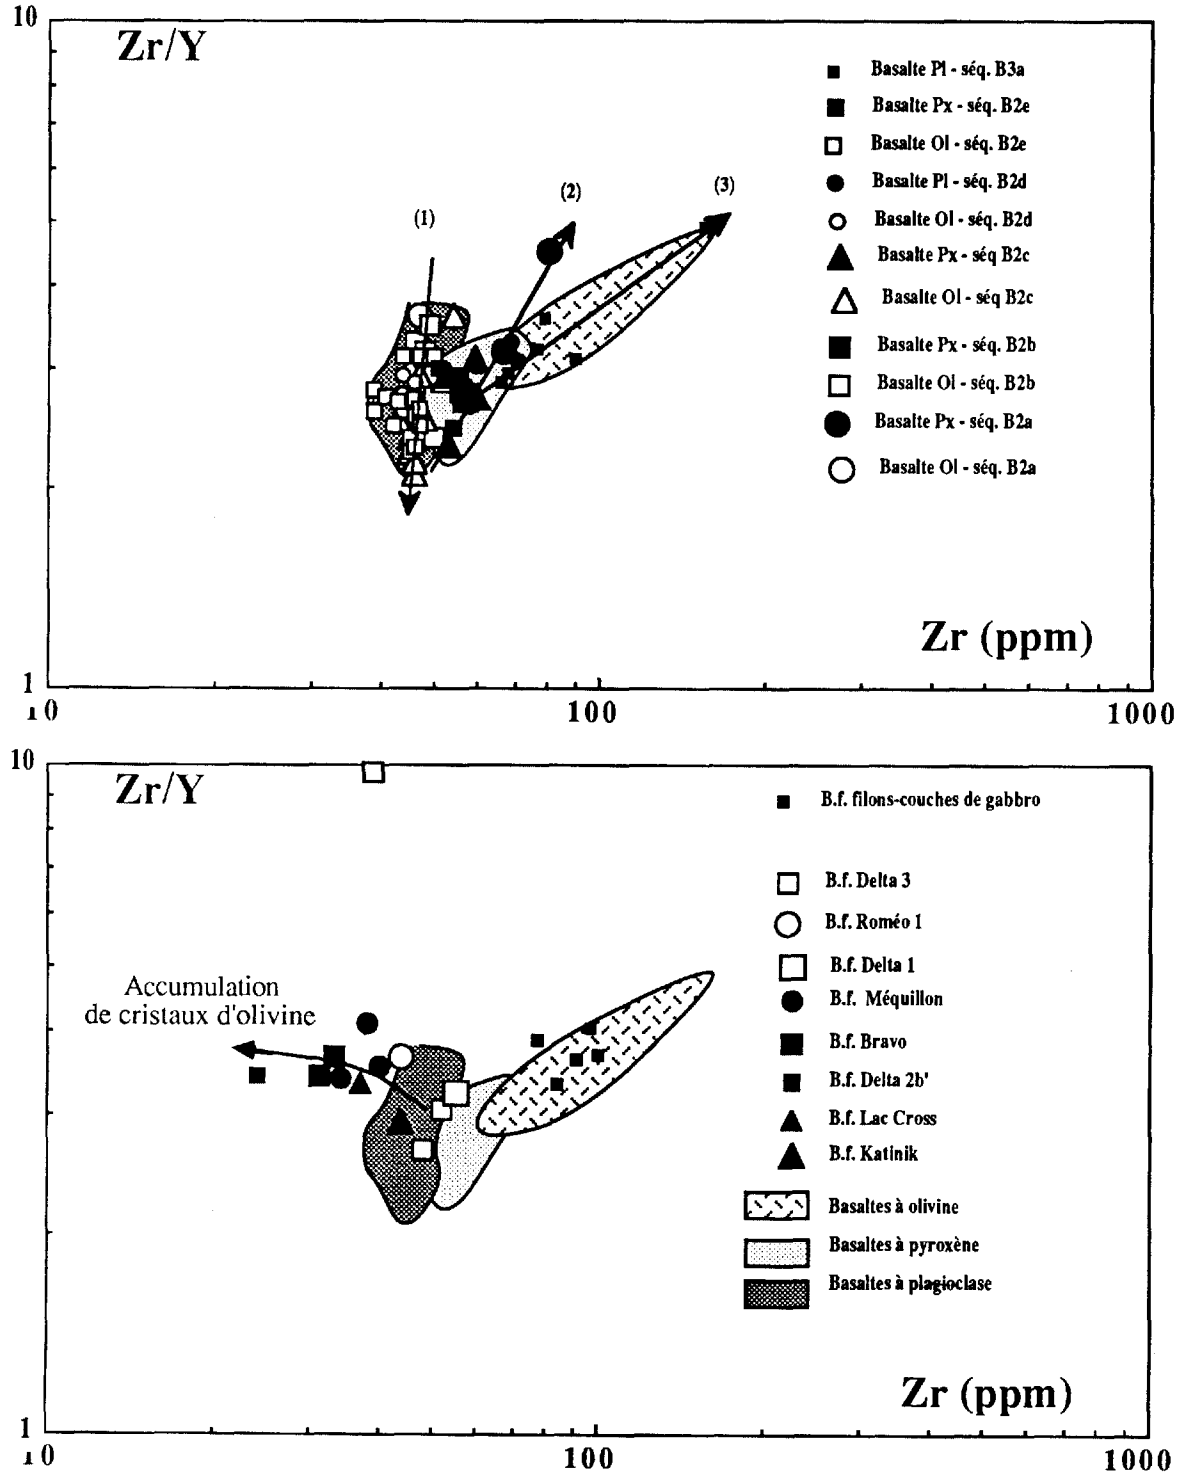 10
Zr/Y
Basalte Pl - séq. B3a
Basalte Px - séq. B2e
Basalte Ol - séq. B2e
Basalte Pl - séq. B2d
Basalte Ol - séq. B2d
Basalte Px - séq B2c
Basalte Ol - séq B2c
Basalte Px - séq. B2b
Basalte Ol - séq. B2b
Basalte Px - séq. B2a
Basalte Ol - séq. B2a
(1)
(2)
(3)
Zr (ppm)
1
10
100
1000
10
Zr/Y
B.f. filons-couches de gabbro
B.f. Delta 3
B.f. Roméo 1
B.f. Delta 1
B.f. Méquillon
B.f. Bravo
B.f. Delta 2b'
B.f. Lac Cross
B.f. Katinik
Basaltes à olivine
Basaltes à pyroxène
Basaltes à plagioclase
Accumulation
de cristaux d'olivine
Zr (ppm)
1
10
100
1000